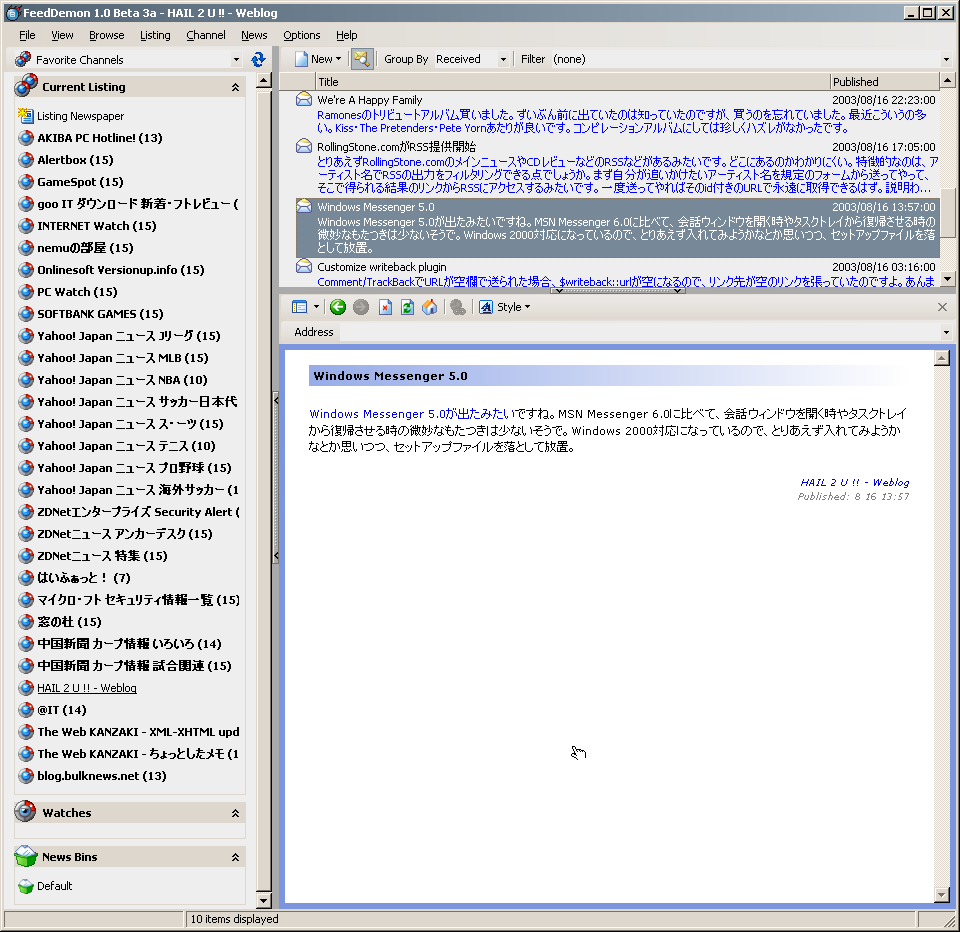 FeedDemon 1.0 Beta 3a - HAIL 2 U !! - Weblog
File View Browse Listing Channel News Options Help
Favorite Channels
Current Listing
Listing Newspaper
AKIBA PC Hotline! (13)
Alertbox (15)
GameSpot (15)
goo IT ダウンロード 新着・フトレビュー (
INTERNET Watch (15)
nemuの部屋 (15)
Onlinesoft Versionup.info (15)
PC Watch (15)
SOFTBANK GAMES (15)
Yahoo! Japan ニュース Jリーグ (15)
Yahoo! Japan ニュース MLB (15)
Yahoo! Japan ニュース NBA (10)
Yahoo! Japan ニュース サッカー日本代
Yahoo! Japan ニュース ス・ーツ (15)
Yahoo! Japan ニュース テニス (10)
Yahoo! Japan ニュース プロ野球 (15)
Yahoo! Japan ニュース 海外サッカー (1
ZDNetエンタープライズ Security Alert (
ZDNetニュース アンカーデスク (15)
ZDNetニュース 特集 (15)
はいふぁっと！ (7)
マイクロ・フト セキュリティ情報一覧 (15)
窓の杜 (15)
中国新聞 カープ情報 いろいろ (14)
中国新聞 カープ情報 試合関連 (15)
HAIL 2 U !! - Weblog
@IT (14)
The Web KANZAKI - XML-XHTML upd
The Web KANZAKI - ちょっとしたメモ (1
blog.bulknews.net (13)
Watches
News Bins
Default
New Group By Received Filter (none)
Title Published
We're A Happy Family 2003/08/16 22:23:00
Ramonesのトリビュートアルバム買いました。ずいぶん前に出ていたのは知っていたのですが、買うのを忘れていました。最近こういうの多
い。Kiss・The Pretenders・Pete Yornあたりが良いです。コンピレーションアルバムにしては珍しくハズレがなかったです。
RollingStone.comがRSS提供開始 2003/08/16 17:05:00
とりあえずRollingStone.comのメインニュースやCDレビューなどのRSSなどがあるみたいです。どこにあるのかわかりにくい。特徴的なのは、ア
ーティスト名でRSSの出力をフィルタリングできる点でしょうか。まず自分が追いかけたいアーティスト名を規定のフォームから送ってやって、
そこで得られる結果のリンクからRSSにアクセスするみたいです。一度送ってやればそのid付きのURLで永遠に取得できるはず。説明わ...
Windows Messenger 5.0 2003/08/16 13:57:00
Windows Messenger 5.0が出たみたいですね。MSN Messenger 6.0に比べて、会話ウィンドウを開く時やタスクトレイから復帰させる時の
微妙なもたつきは少ないそうで。Windows 2000対応になっているので、とりあえず入れてみようかなとか思いつつ、セットアップファイルを落
として放置。
Customize writeback plugin 2003/08/16 03:16:00
Comment/TrackBackでURLが空欄で送られた場合、$writeback::urlが空になるので、リンク先が空のリンクを張っていたのですよ。あんま
Style
Address
Windows Messenger 5.0
Windows Messenger 5.0が出たみたいですね。MSN Messenger 6.0に比べて、会話ウィンドウを開く時やタスクトレイ
から復帰させる時の微妙なもたつきは少ないそうで。Windows 2000対応になっているので、とりあえず入れてみようか
なとか思いつつ、セットアップファイルを落として放置。
HAIL 2 U !! - Weblog
Published: 8 16 13:57
10 items displayed